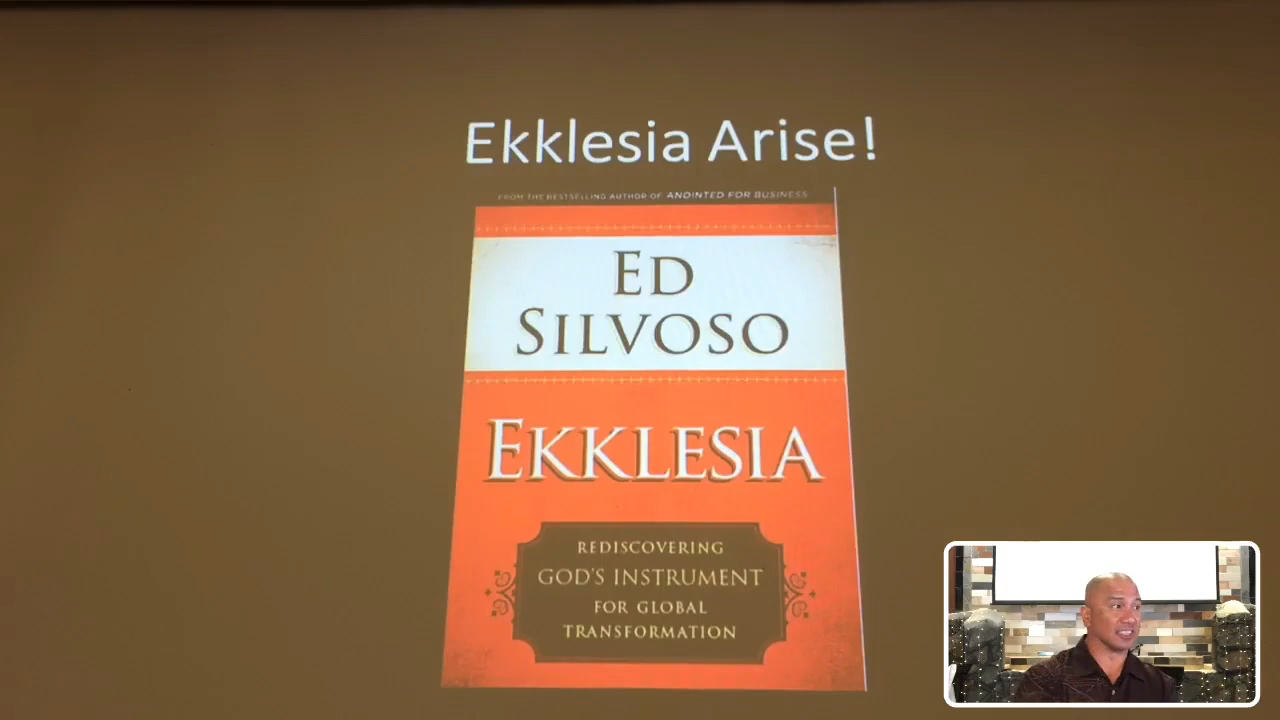 Ekklesia Arise!
FROM THE BESTSELLING AUTHOR OF ANOINTED FOR BUSINESS
ED
SILVOSO
EKKLESIA
REDISCOVERING
GOD'S INSTRUMENT
FOR GLOBAL
TRANSFORMATION